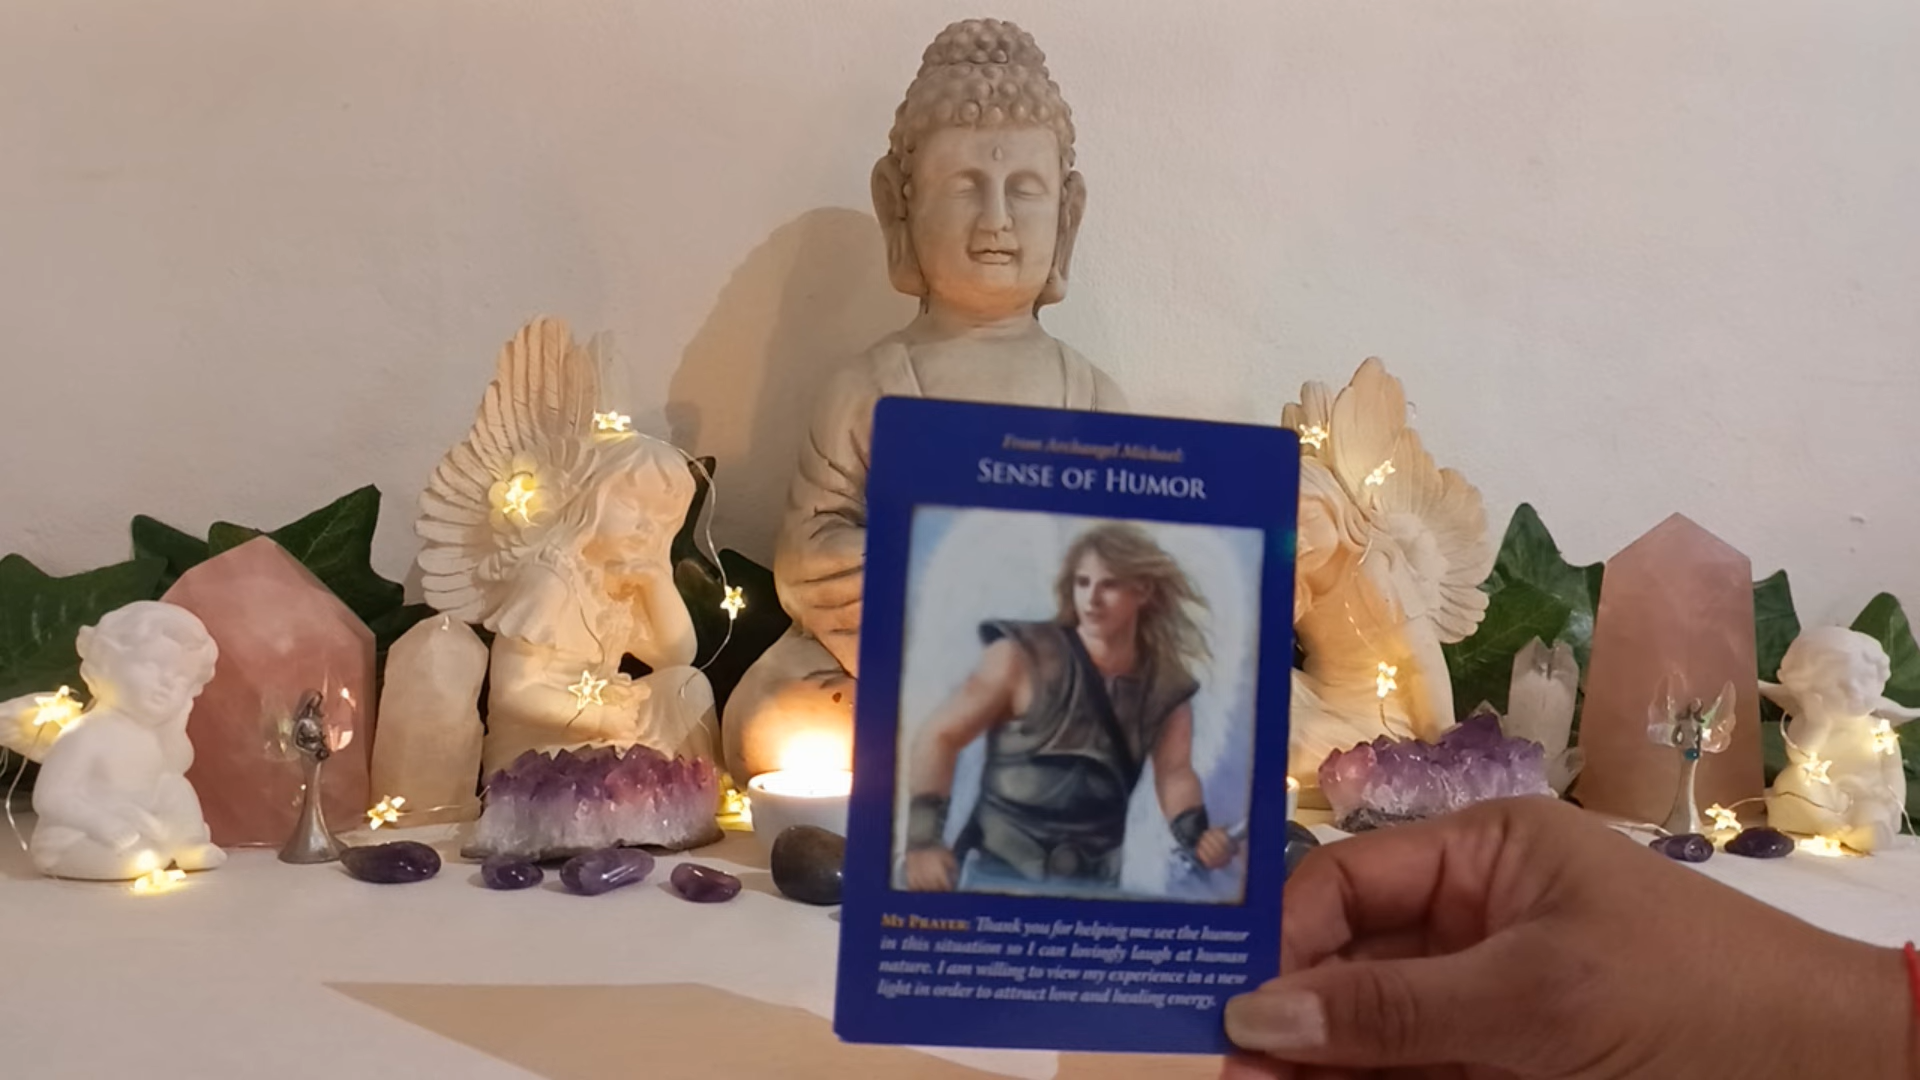 From Archangel Michael:
SENSE OF HUMOR
MY PRAYER: Thank you for helping me see the humor
in this situation so I can lovingly laugh at human
nature. I am willing to view my experience in a new
light in order to attract love and healing energy.